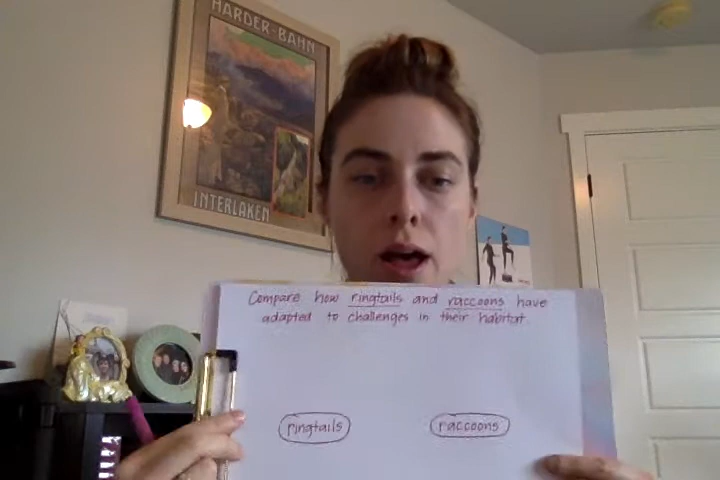 HARDER-BAHN
INTERLAKEN
Compare how ringtails and raccoons have
adapted to challenges in their habitat.
ringtails
raccoons